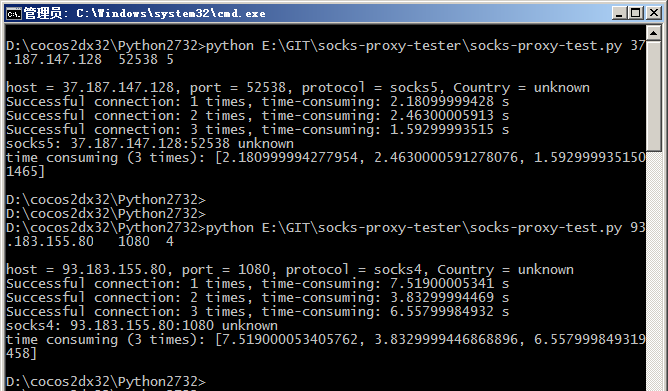 管理员: C:\Windows\system32\cmd.exe
D:\cocos2dx32\Python2732>python E:\GIT\socks-proxy-tester\socks-proxy-test.py 37
.187.147.128  52538 5
host = 37.187.147.128, port = 52538, protocol = socks5, Country = unknown
Successful connection: 1 times, time-consuming: 2.18099999428 s
Successful connection: 2 times, time-consuming: 2.46300005913 s
Successful connection: 3 times, time-consuming: 1.59299993515 s
socks5: 37.187.147.128:52538 unknown
time consuming (3 times): [2.180999994277954, 2.4630000591278076, 1.592999935150
1465]
D:\cocos2dx32\Python2732>
D:\cocos2dx32\Python2732>
D:\cocos2dx32\Python2732>python E:\GIT\socks-proxy-tester\socks-proxy-test.py 93
.183.155.80   1080  4
host = 93.183.155.80, port = 1080, protocol = socks4, Country = unknown
Successful connection: 1 times, time-consuming: 7.51900005341 s
Successful connection: 2 times, time-consuming: 3.83299994469 s
Successful connection: 3 times, time-consuming: 6.55799984932 s
socks4: 93.183.155.80:1080 unknown
time consuming (3 times): [7.519000053405762, 3.8329999446868896, 6.557999849319
458]
D:\cocos2dx32\Python2732>